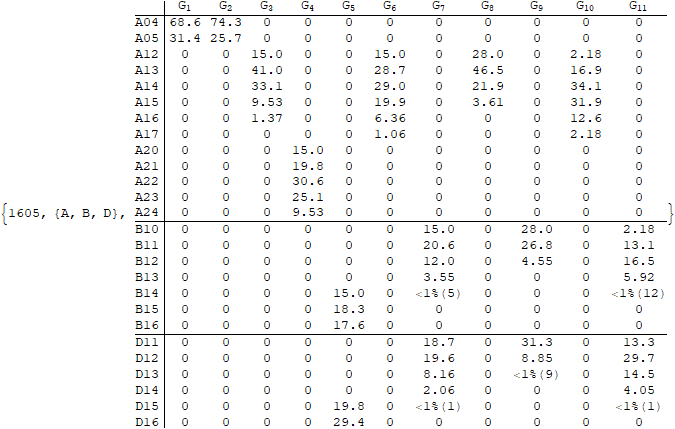 G₁ G₂ G₃ G₄ G₅ G₆ G₇ G₈ G₉ G₁₀ G₁₁
A04 68.6 74.3 0 0 0 0 0 0 0 0 0
A05 31.4 25.7 0 0 0 0 0 0 0 0 0
A12 0 0 15.0 0 0 15.0 0 28.0 0 2.18 0
A13 0 0 41.0 0 0 28.7 0 46.5 0 16.9 0
A14 0 0 33.1 0 0 29.0 0 21.9 0 34.1 0
A15 0 0 9.53 0 0 19.9 0 3.61 0 31.9 0
A16 0 0 1.37 0 0 6.36 0 0 0 12.6 0
A17 0 0 0 0 0 1.06 0 0 0 2.18 0
A20 0 0 0 15.0 0 0 0 0 0 0 0
A21 0 0 0 19.8 0 0 0 0 0 0 0
A22 0 0 0 30.6 0 0 0 0 0 0 0
A23 0 0 0 25.1 0 0 0 0 0 0 0
{1605, {A, B, D}, A24 0 0 0 9.53 0 0 0 0 0 0 0 }
B10 0 0 0 0 0 0 15.0 0 28.0 0 2.18
B11 0 0 0 0 0 0 20.6 0 26.8 0 13.1
B12 0 0 0 0 0 0 12.0 0 4.55 0 16.5
B13 0 0 0 0 0 0 3.55 0 0 0 5.92
B14 0 0 0 0 15.0 0 <1%(5) 0 0 0 <1%(12)
B15 0 0 0 0 18.3 0 0 0 0 0 0
B16 0 0 0 0 17.6 0 0 0 0 0 0
D11 0 0 0 0 0 0 18.7 0 31.3 0 13.3
D12 0 0 0 0 0 0 19.6 0 8.85 0 29.7
D13 0 0 0 0 0 0 8.16 0 <1%(9) 0 14.5
D14 0 0 0 0 0 0 2.06 0 0 0 4.05
D15 0 0 0 0 19.8 0 <1%(1) 0 0 0 <1%(1)
D16 0 0 0 0 29.4 0 0 0 0 0 0